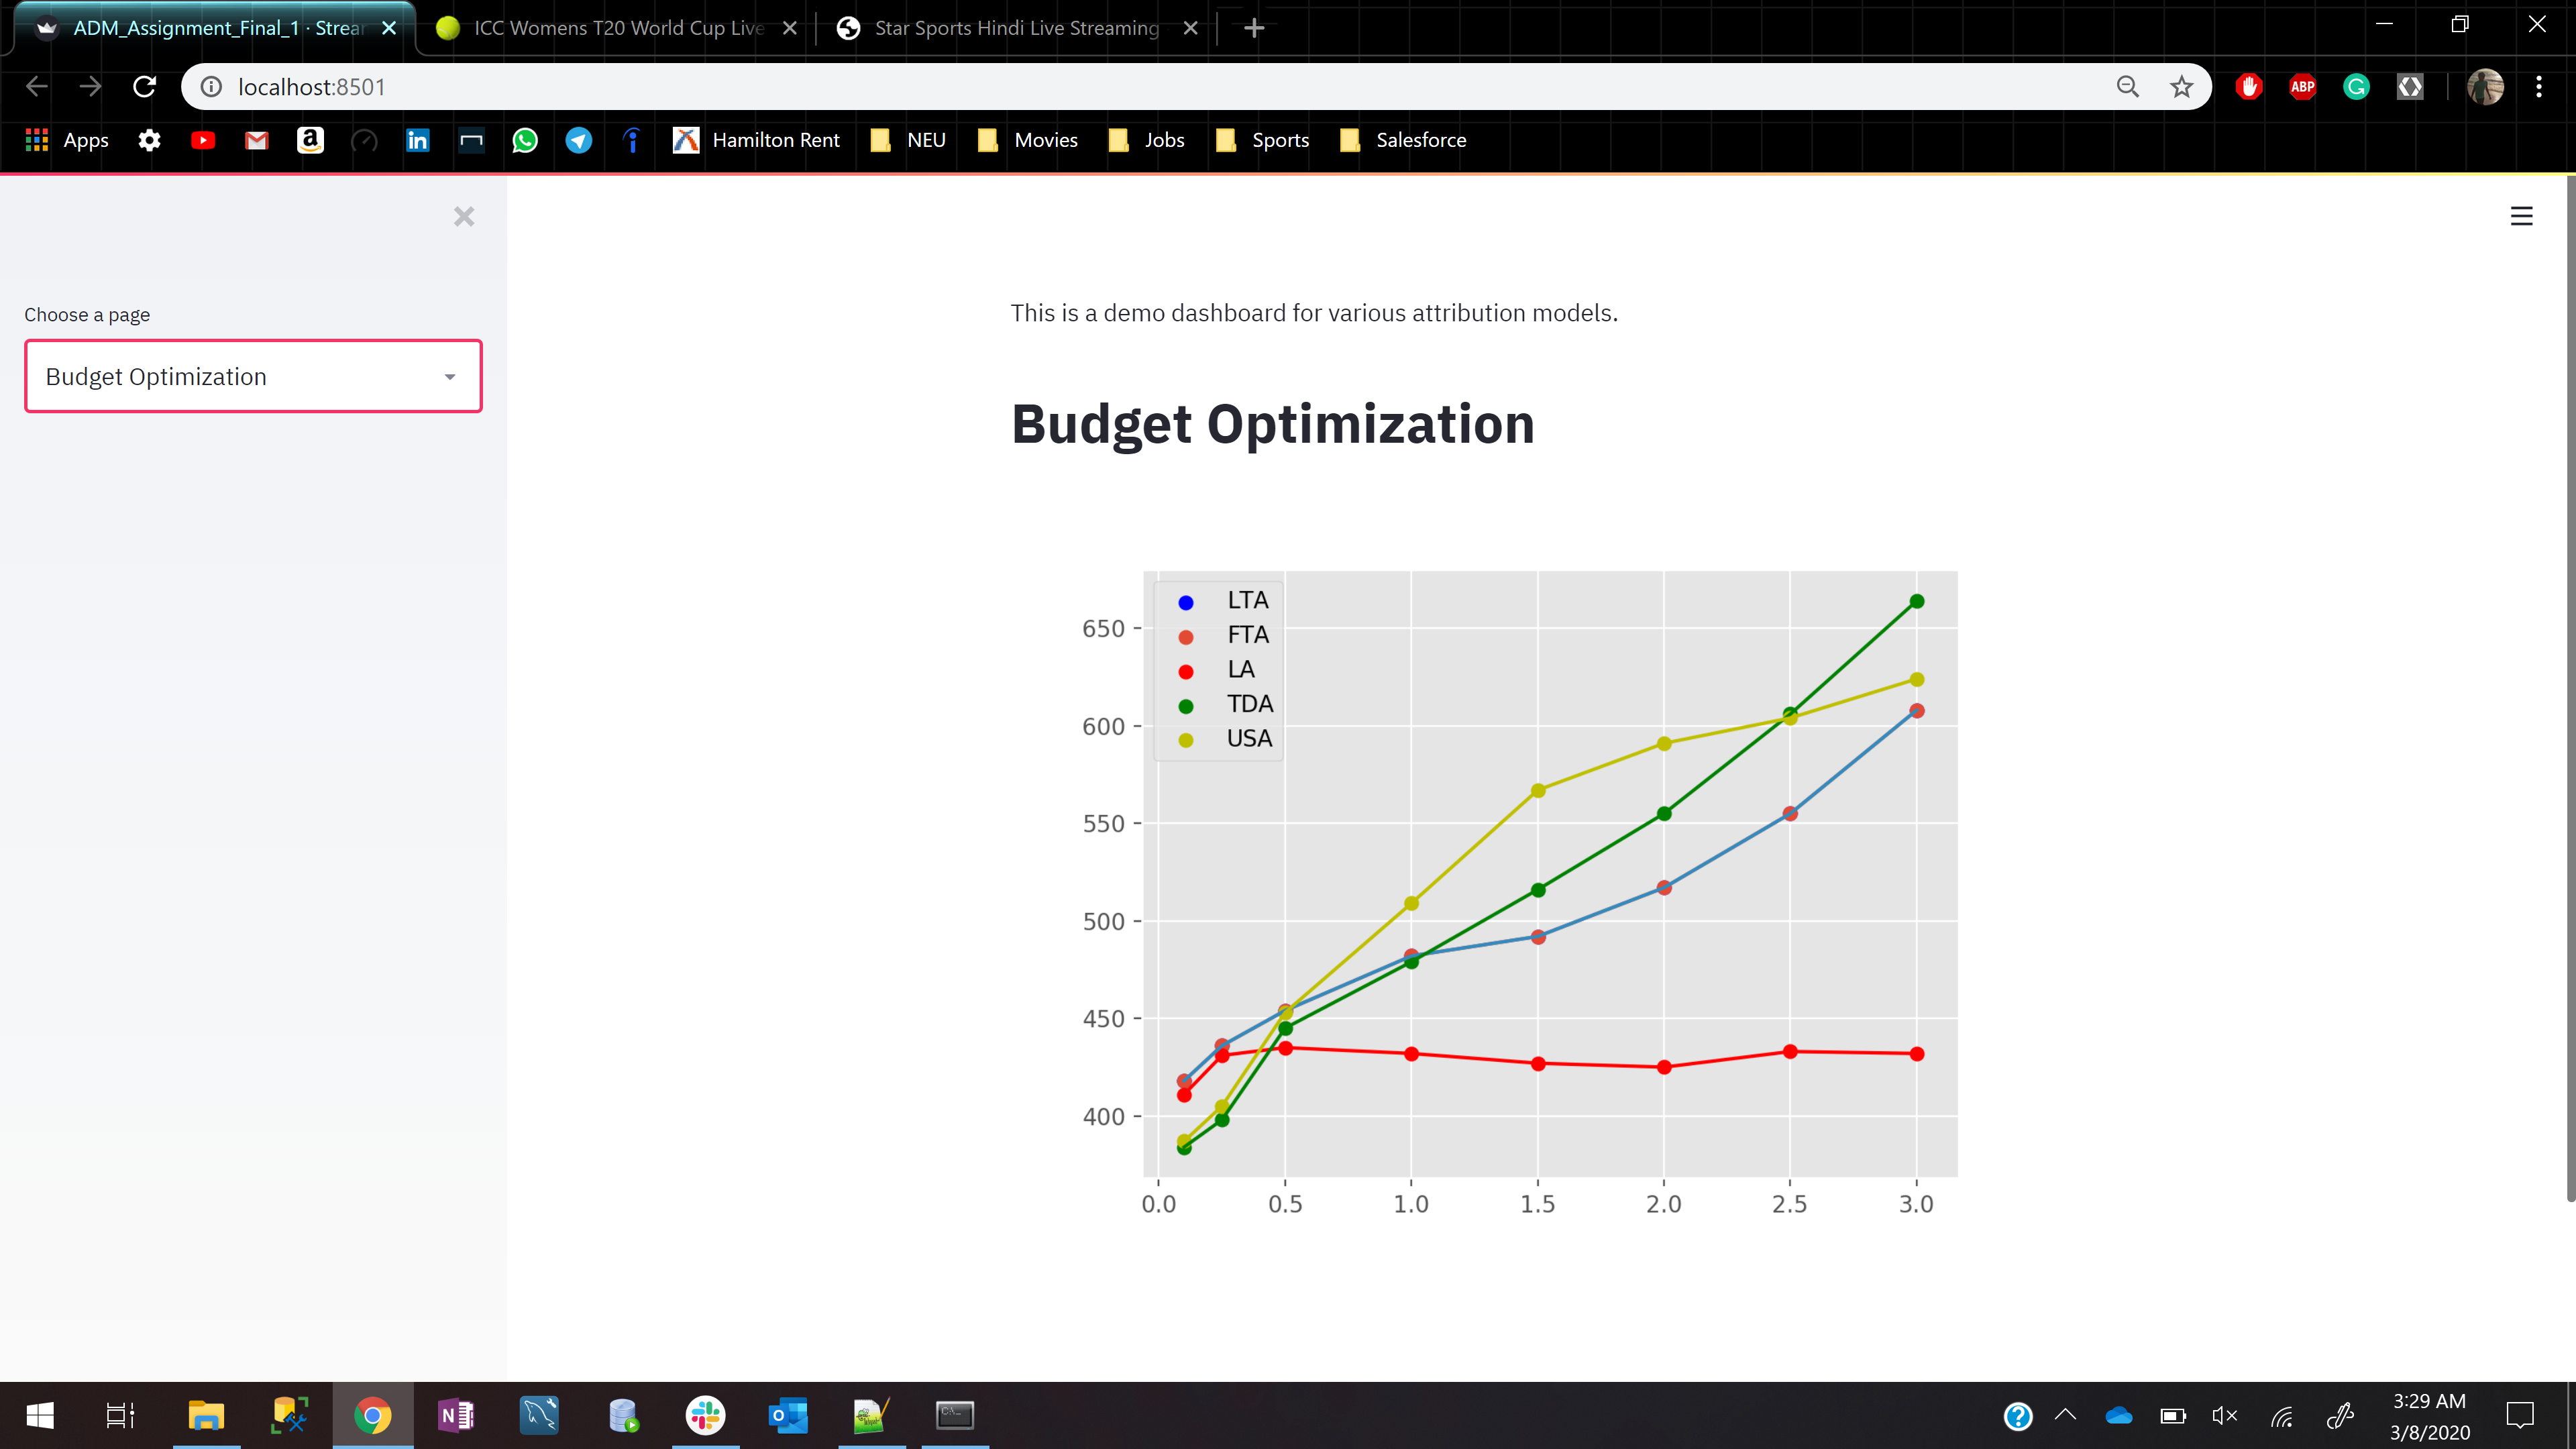 ADM_Assignment_Final_1 · Strear
ICC Womens T20 World Cup Live
Star Sports Hindi Live Streaming
localhost:8501
ABP
Apps
Hamilton Rent
NEU
Movies
Jobs
Sports
Salesforce
Choose a page
Budget Optimization
This is a demo dashboard for various attribution models.
Budget Optimization
LTA
FTA
LA
TDA
USA
650
600
550
500
450
400
0.0 0.5 1.0 1.5 2.0 2.5 3.0
3:29 AM
3/8/2020